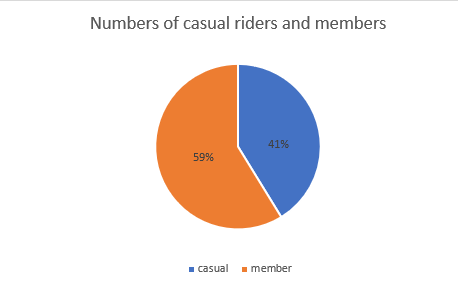 Numbers of casual riders and members
41%
59%
casual member